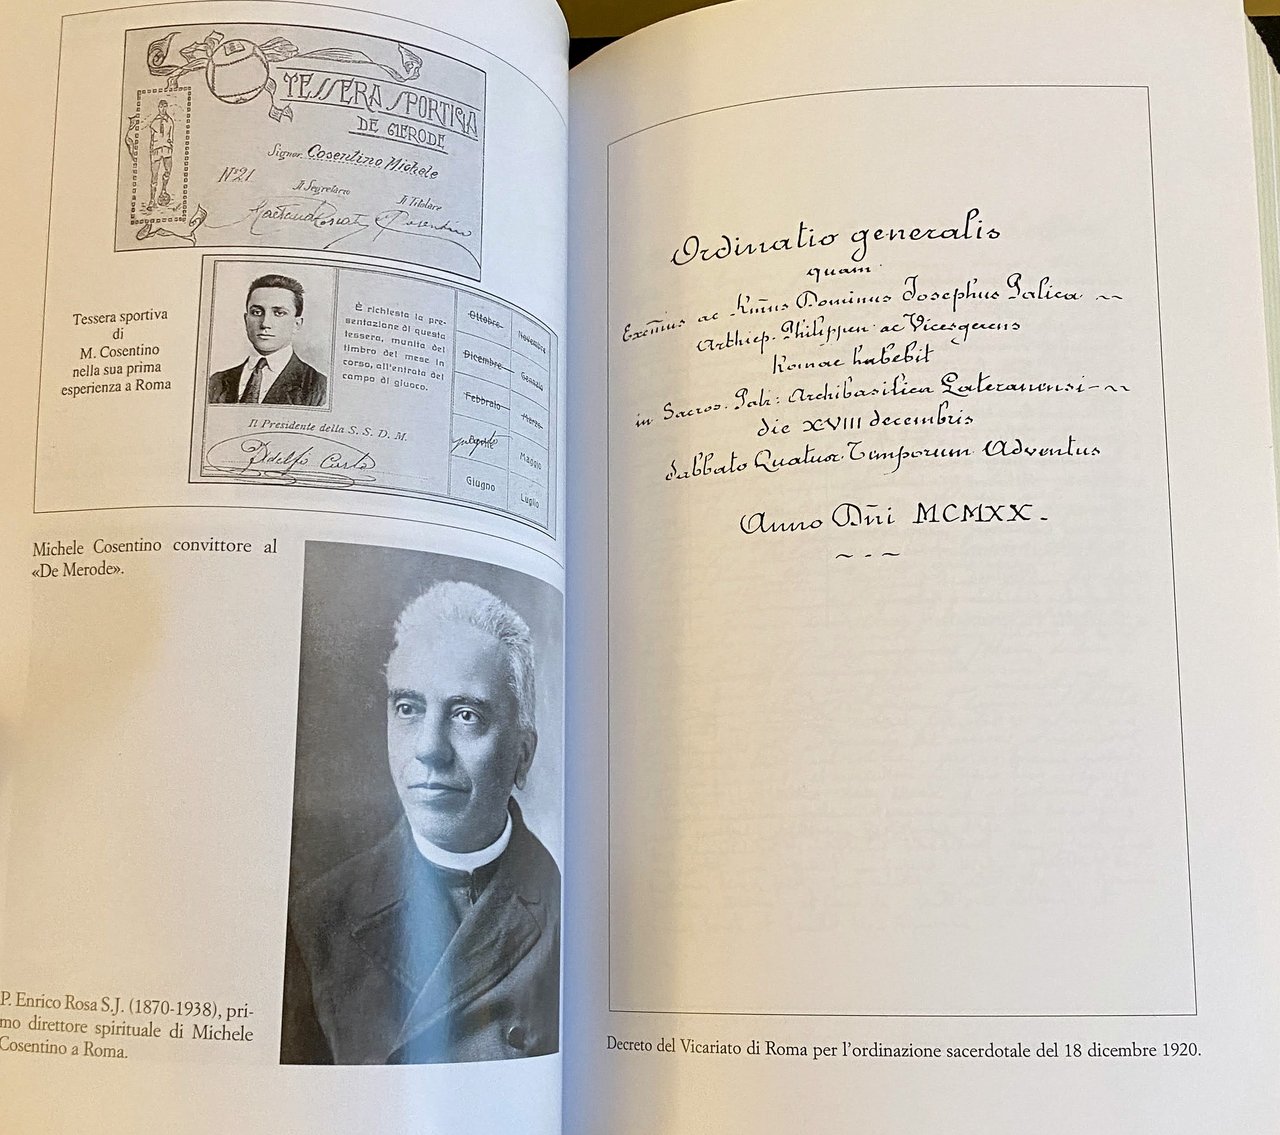 TESSERA SPORTIVA
DE MERODE
Signor. Cosentino Michele
N° 21
Il Segretario
Il Titolare
Cosentino
Tessera sportiva
di
M. Cosentino
nella sua prima
esperienza a Roma
È richiesta la pre-
sentazione di questa
tessera, munita del
timbro del mese in
corso, all'entrata del
campo di giuoco.
Il Presidente della S. S. D. M.
Ottobre
Novembre
Dicembre
Gennaio
Febbraio
Marzo
Maggio
Giugno
Luglio
Michele Cosentino convittore al
«De Merode».
P. Enrico Rosa S.J. (1870-1938), pri-
mo direttore spirituale di Michele
Cosentino a Roma.
Ordinatio generalis
quam
Exc̃mus ac Rm̃us Dominus Josephus Palica
Archiep. Philippen. ac Vicesgerens
Romae habebit
in Sacros. Patr: Archibasilica Lateranensi
die XVIII decembris
Sabbato Quatuor Temporum Adventus
Anno Dñi MCMXX.
Decreto del Vicariato di Roma per l'ordinazione sacerdotale del 18 dicembre 1920.